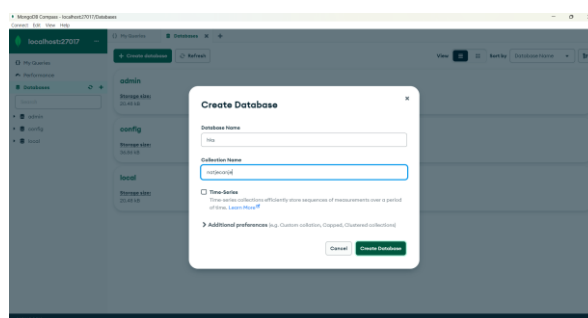 MongoDB Compass - localhost:27017/Databases
Connect Edit View Help
localhost:27017
My Queries
Performance
Databases
Search
admin
config
local
My Queries
Databases
Create database
Refresh
View
Sort by
Database Name
admin
Storage size:
config
Storage size:
local
Storage size:
Create Database
Database Name
Collection Name
Time-Series
Time-series collections efficiently store sequences of measurements over a period
of time. Learn More
Additional preferences (e.g. Custom collation, Capped, Clustered collections)
Cancel
Create Database